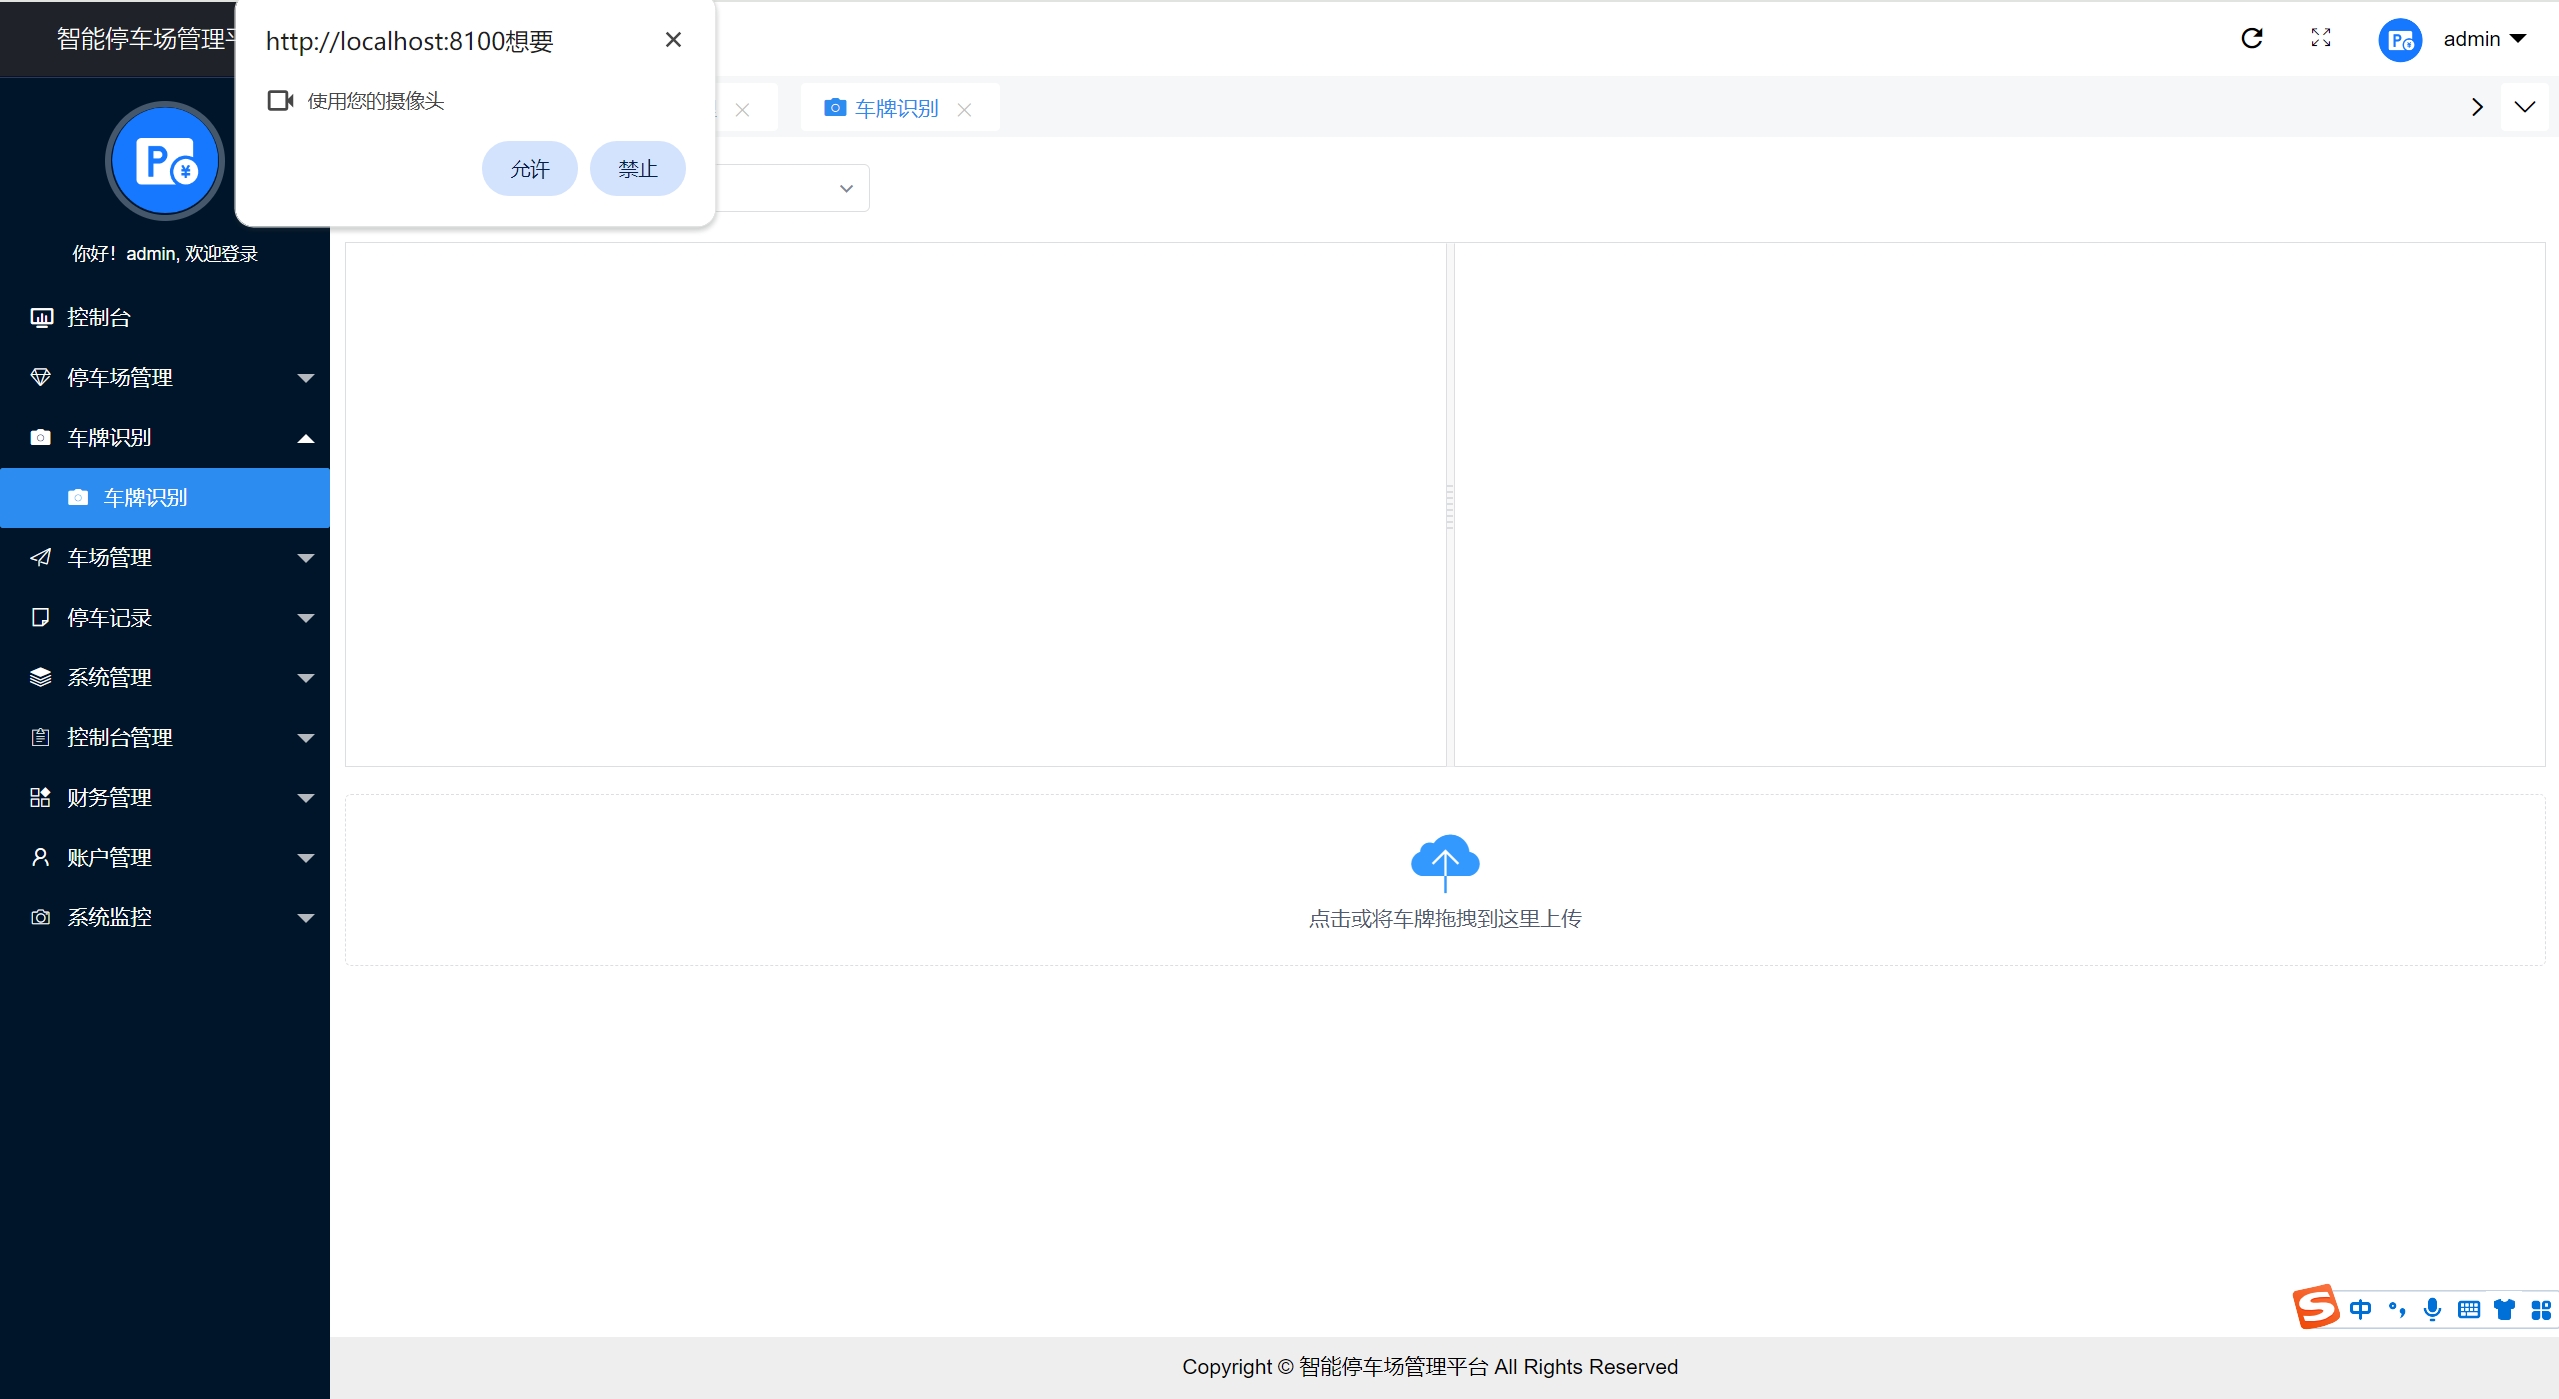 智能停车场管理平
http://localhost:8100想要
使用您的摄像头
允许
禁止
admin
车牌识别
P¥
你好！admin, 欢迎登录
控制台
停车场管理
车牌识别
车牌识别
车场管理
停车记录
系统管理
控制台管理
财务管理
账户管理
系统监控
点击或将车牌拖拽到这里上传
S 中
Copyright © 智能停车场管理平台 All Rights Reserved